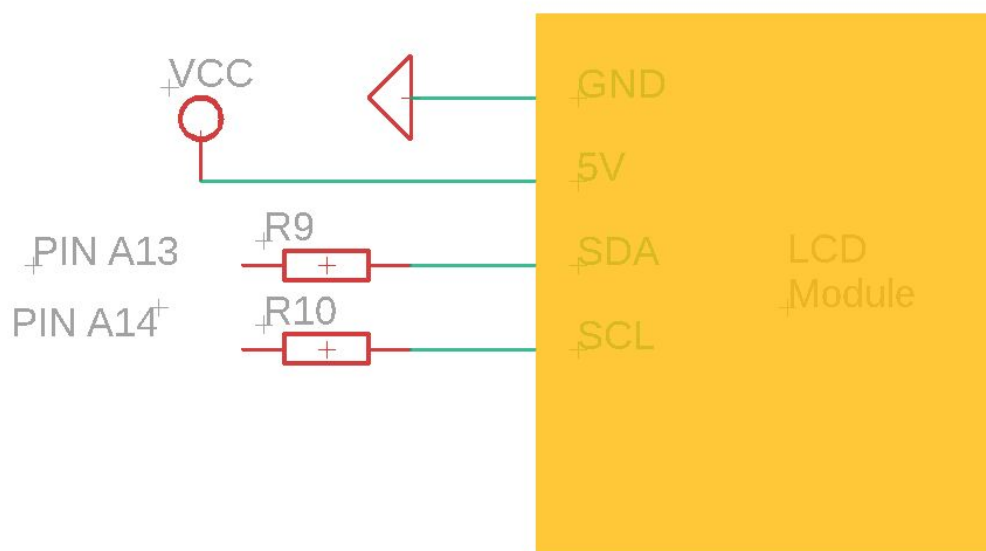 VCC
GND
5V
R9
PIN A13
SDA
LCD
Module
R10
PIN A14
SCL